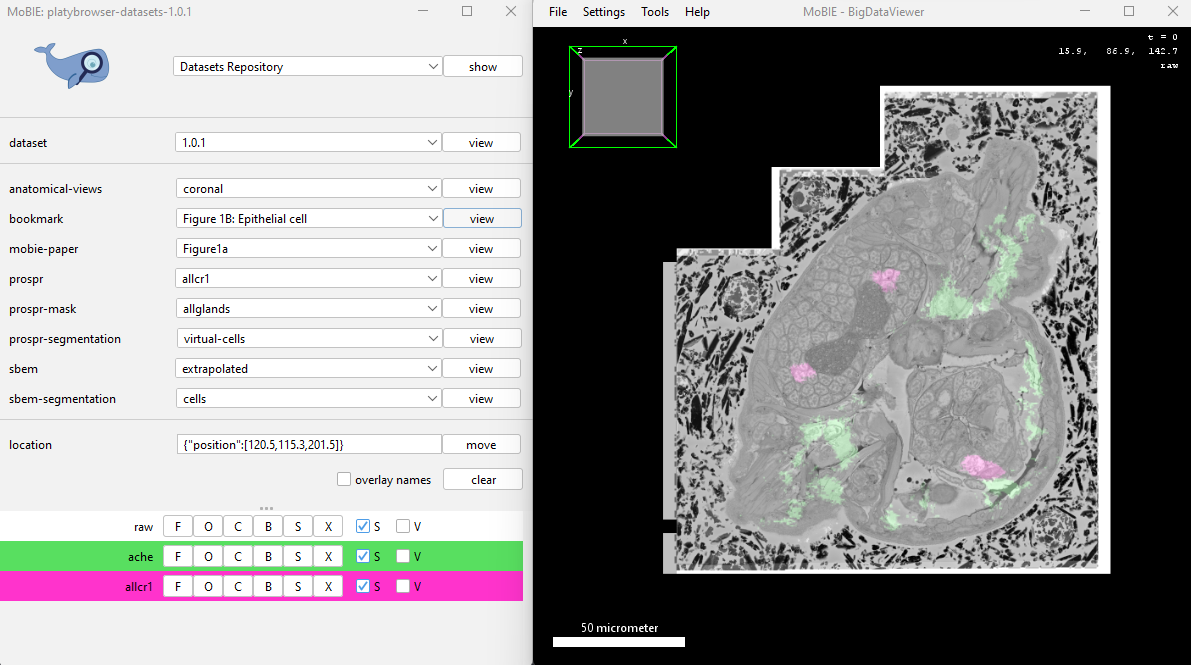 MoBIE: platybrowser-datasets-1.0.1
Datasets Repository show
dataset 1.0.1 view
anatomical-views coronal view
bookmark Figure 1B: Epithelial cell view
mobie-paper Figure1a view
prospr allcr1 view
prospr-mask allglands view
prospr-segmentation virtual-cells view
sbem extrapolated view
sbem-segmentation cells view
location {"position":[120.5,115.3,201.5]} move
overlay names clear
raw F O C B S X S V
ache F O C B S X S V
allcr1 F O C B S X S V
File Settings Tools Help MoBIE - BigDataViewer
t = 0
15.9, 86.9, 142.7
raw
x
z
y
50 micrometer